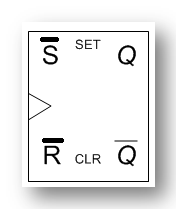 S̅ SET Q
R̅ CLR Q̅